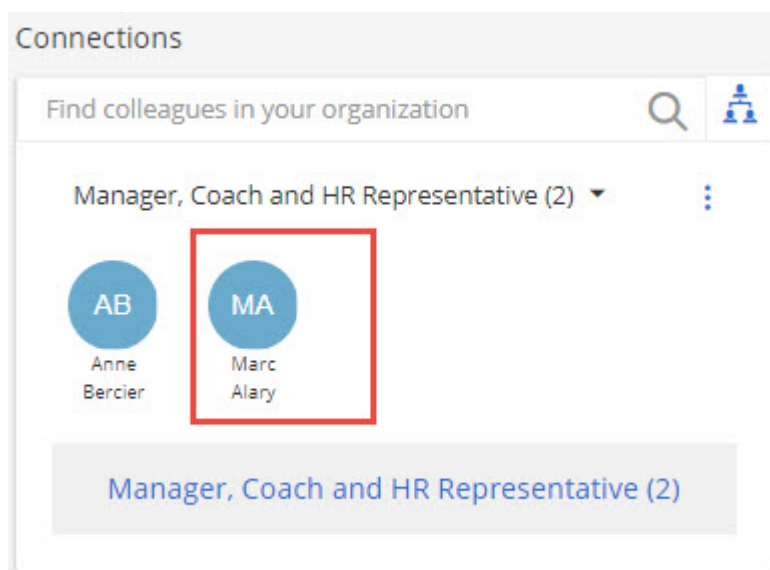 Connections
Find colleagues in your organization
Manager, Coach and HR Representative (2)
AB
MA
Anne
Bercier
Marc
Alary
Manager, Coach and HR Representative (2)